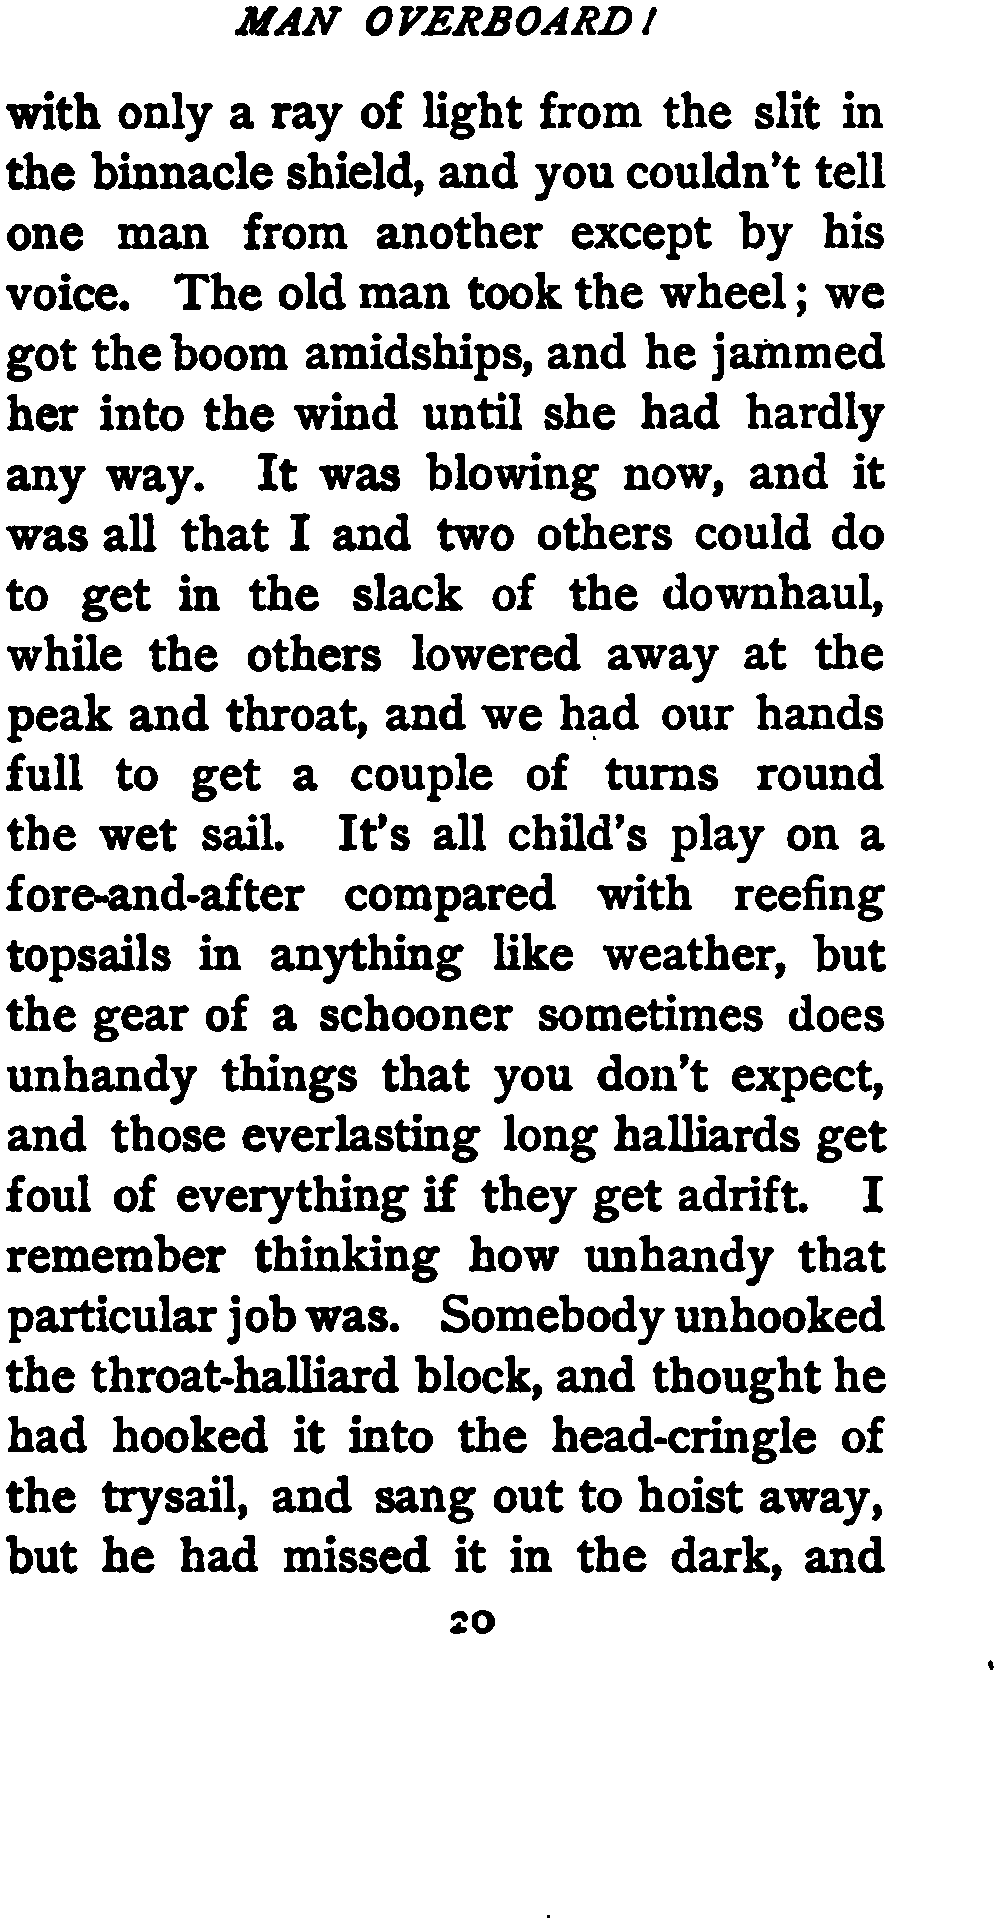 MAN OVERBOARD!
with only a ray of light from the slit in
the binnacle shield, and you couldn't tell
one man from another except by his
voice. The old man took the wheel; we
got the boom amidships, and he jammed
her into the wind until she had hardly
any way. It was blowing now, and it
was all that I and two others could do
to get in the slack of the downhaul,
while the others lowered away at the
peak and throat, and we had our hands
full to get a couple of turns round
the wet sail. It's all child's play on a
fore-and-after compared with reefing
topsails in anything like weather, but
the gear of a schooner sometimes does
unhandy things that you don't expect,
and those everlasting long halliards get
foul of everything if they get adrift. I
remember thinking how unhandy that
particular job was. Somebody unhooked
the throat-halliard block, and thought he
had hooked it into the head-cringle of
the trysail, and sang out to hoist away,
but he had missed it in the dark, and
20